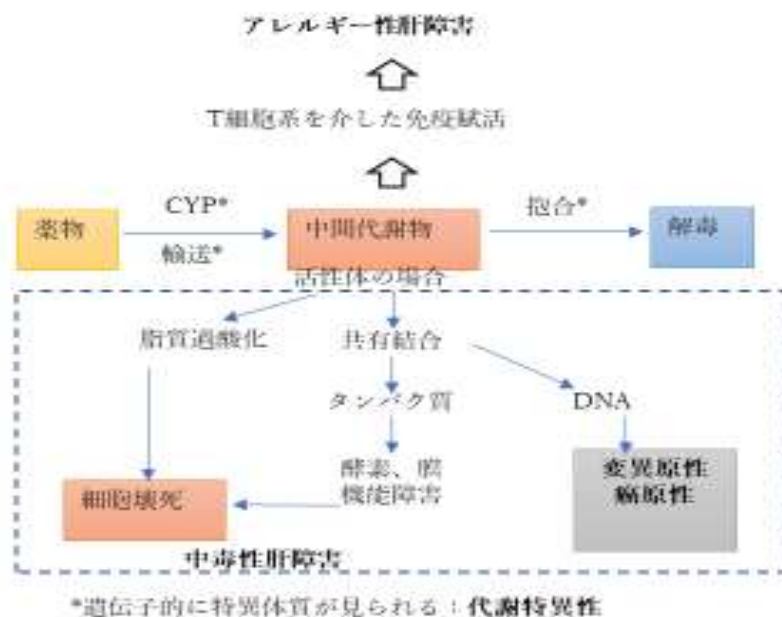 アレルギー性肝障害
T細胞系を介した免疫賦活
薬物
CYP*
輸送*
中間代謝物
抱合*
解毒
活性体の場合
脂質過酸化
共有結合
タンパク質
DNA
酵素、膜
機能障害
変異原性
癌原性
細胞壊死
中毒性肝障害
*遺伝子的に特異体質が見られる：代謝特異性